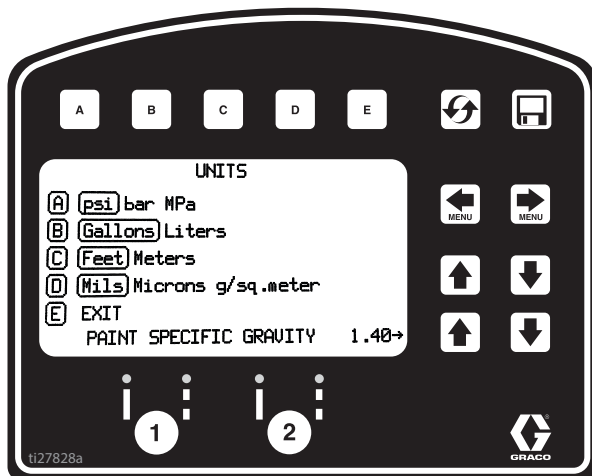 A B C D E
UNITS
A psi bar MPa
B Gallons Liters
C Feet Meters
D Mils Microns g/sq.meter
E EXIT
PAINT SPECIFIC GRAVITY 1.40→
MENU MENU
1 2
ti27828a
GRACO